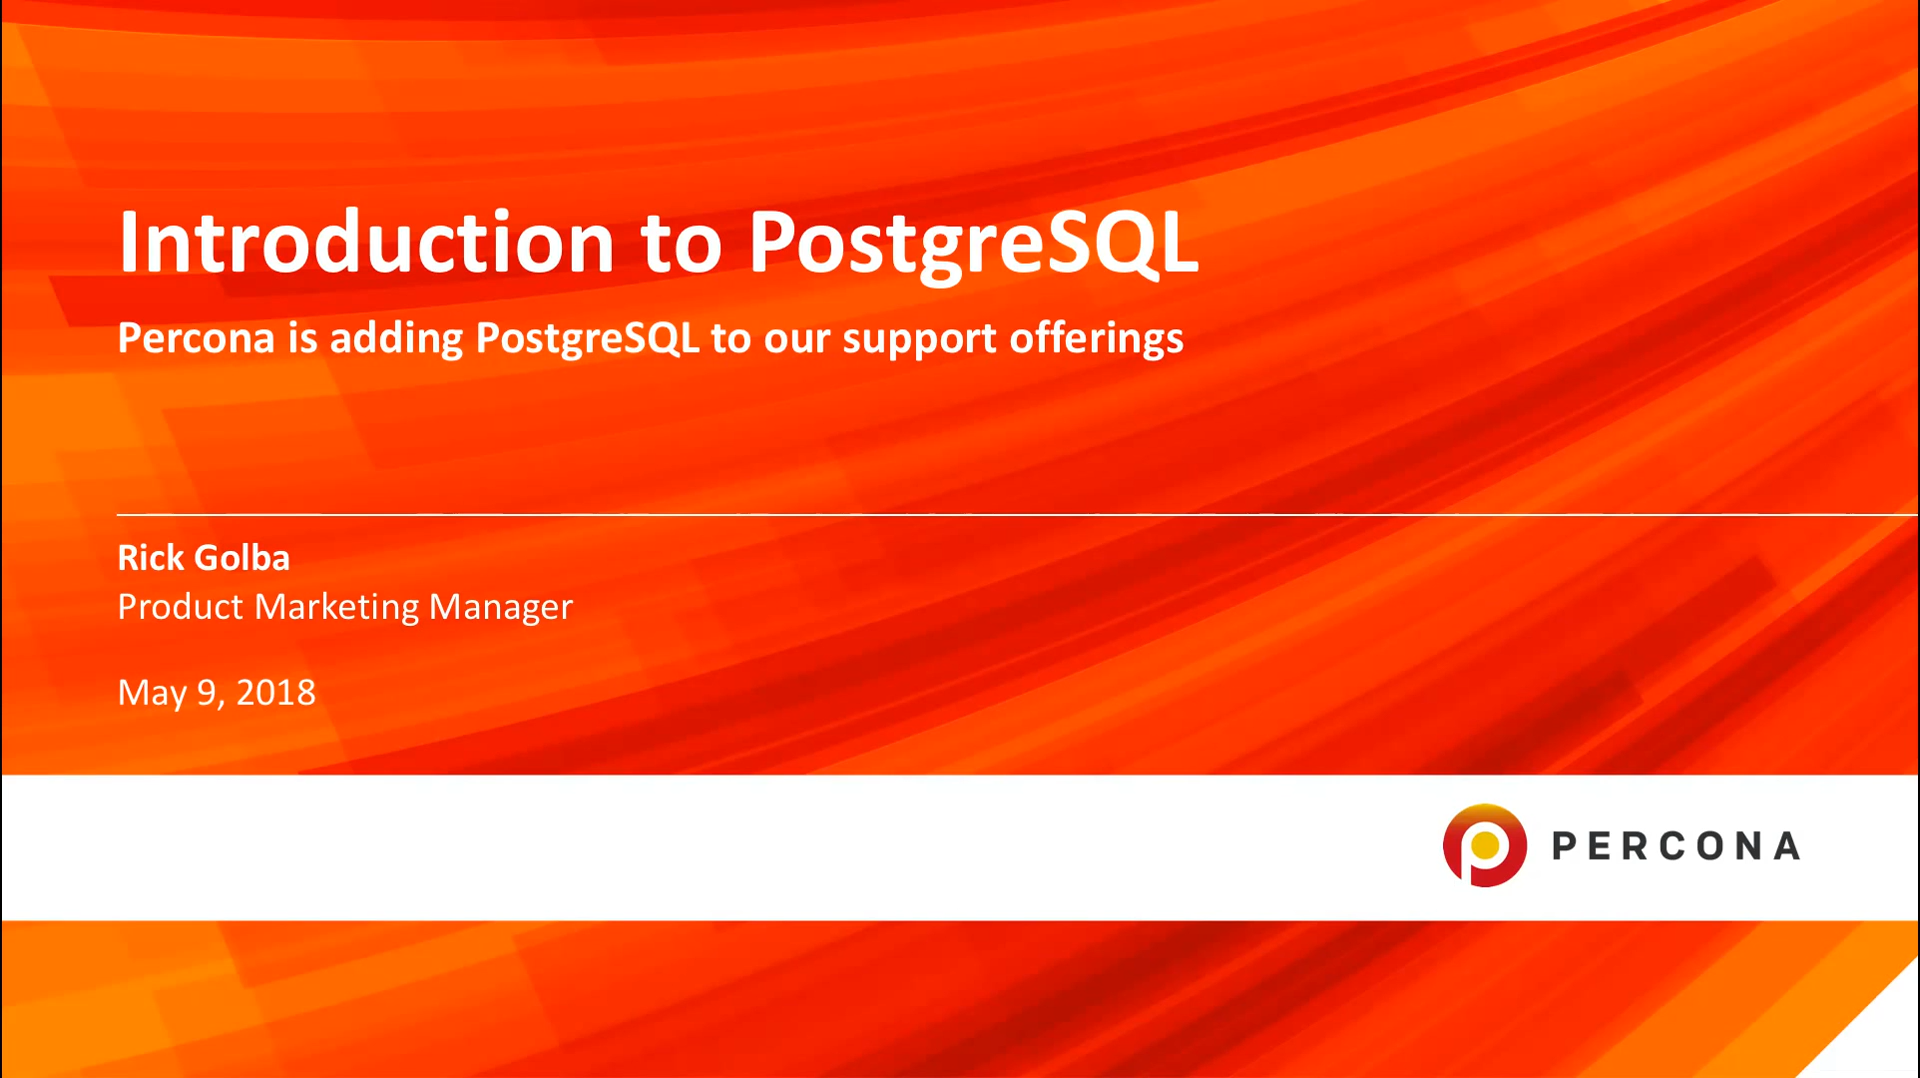 Introduction to PostgreSQL
Percona is adding PostgreSQL to our support offerings
Rick Golba
Product Marketing Manager
May 9, 2018
PERCONA